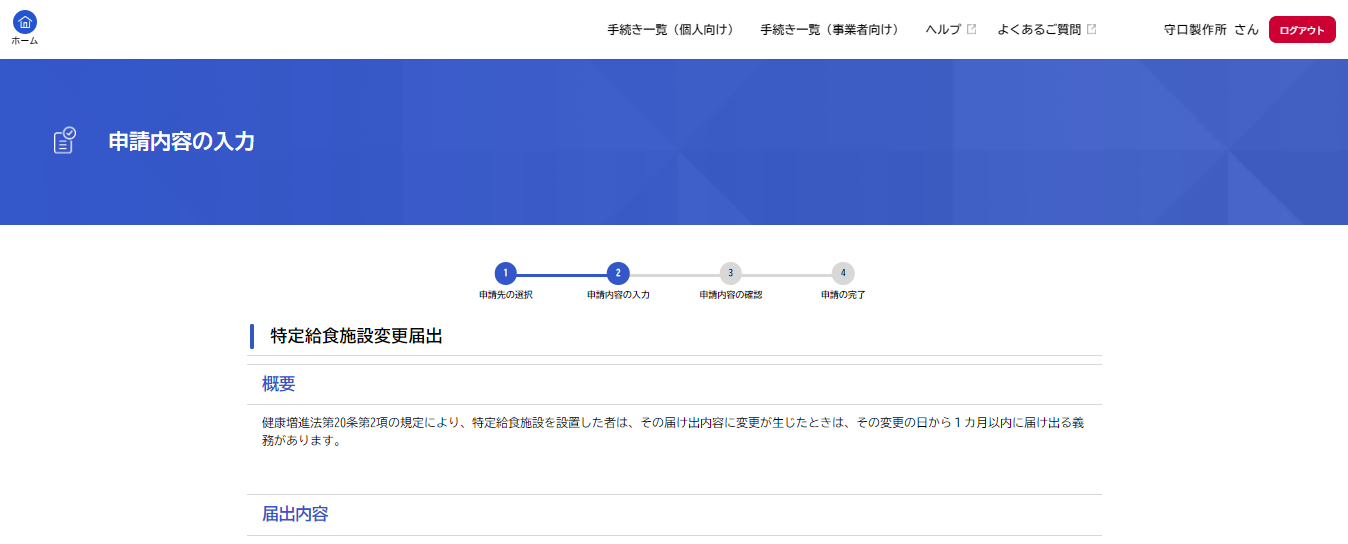 ホーム
手続き一覧（個人向け）
手続き一覧（事業者向け）
ヘルプ
よくあるご質問
守口製作所 さん
ログアウト
申請内容の入力
1
2
3
4
申請先の選択
申請内容の入力
申請内容の確認
申請の完了
特定給食施設変更届出
概要
健康増進法第20条第2項の規定により、特定給食施設を設置した者は、その届け出内容に変更が生じたときは、その変更の日から１カ月以内に届け出る義
務があります。
届出内容